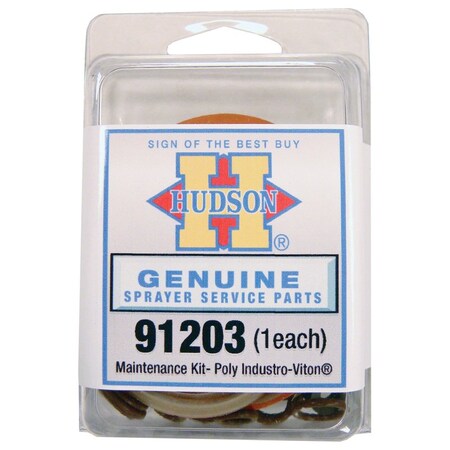 SIGN OF THE BEST BUY
HUDSON
®
GENUINE
SPRAYER SERVICE PARTS
91203 (1each)
Maintenance Kit- Poly Industro-Viton®